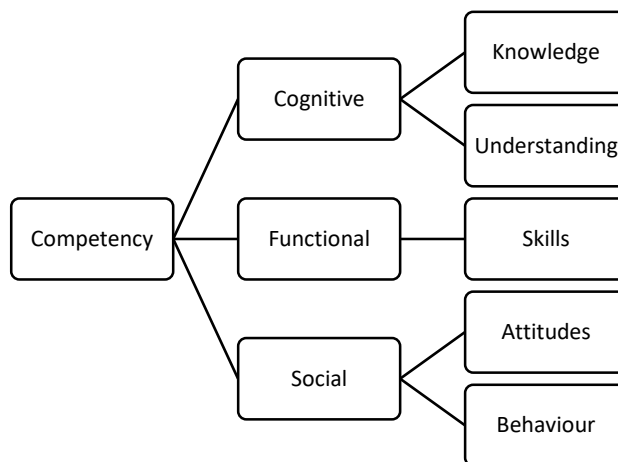 Knowledge
Cognitive
Understanding
Competency
Functional
Skills
Attitudes
Social
Behaviour